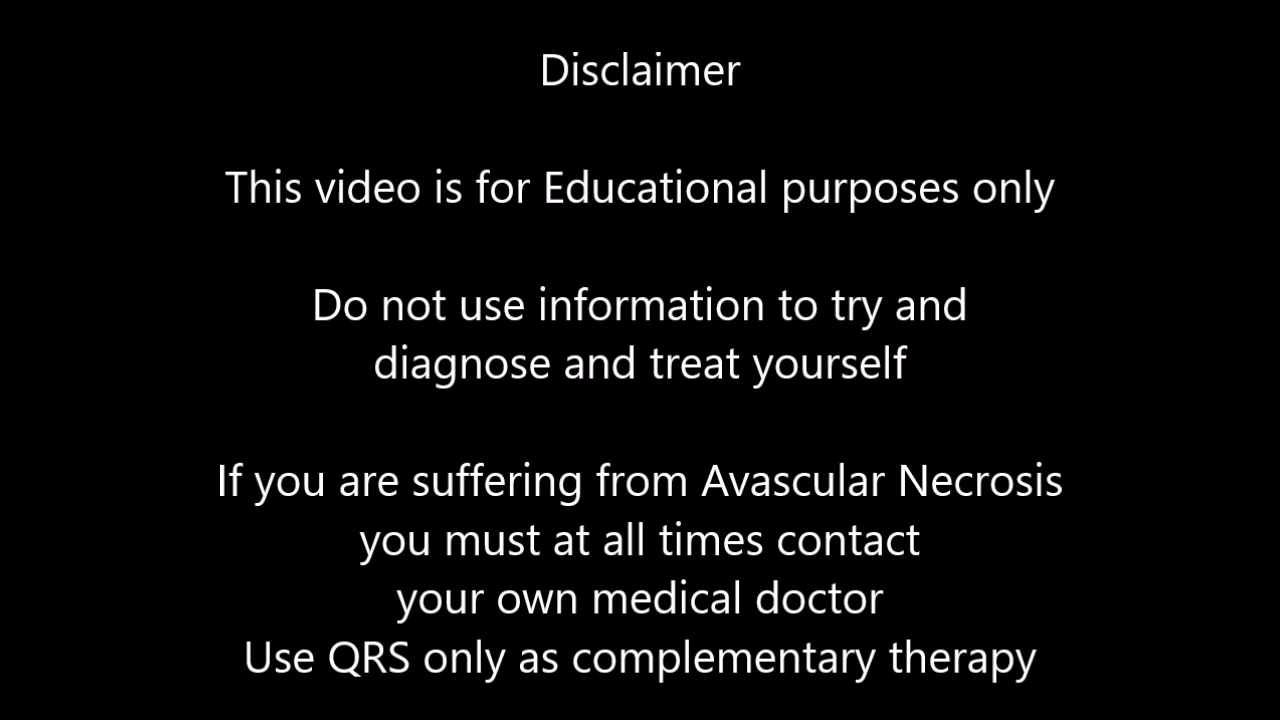 Disclaimer
This video is for Educational purposes only
Do not use information to try and
diagnose and treat yourself
If you are suffering from Avascular Necrosis
you must at all times contact
your own medical doctor
Use QRS only as complementary therapy